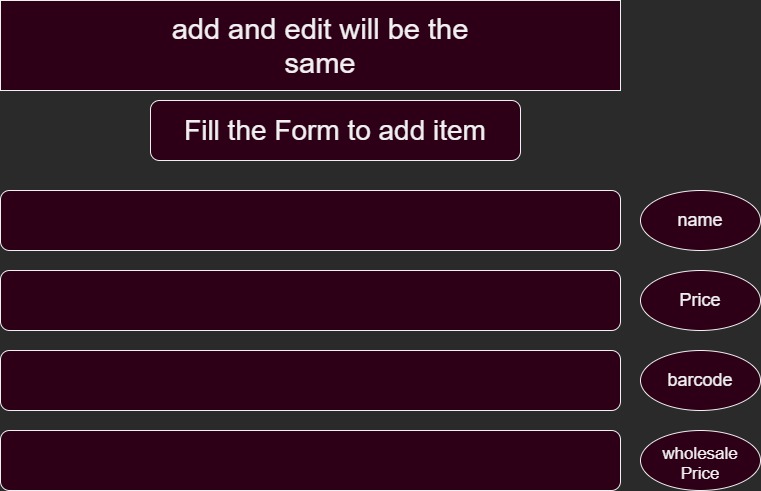 add and edit will be the
same
Fill the Form to add item
name
Price
barcode
wholesale
Price